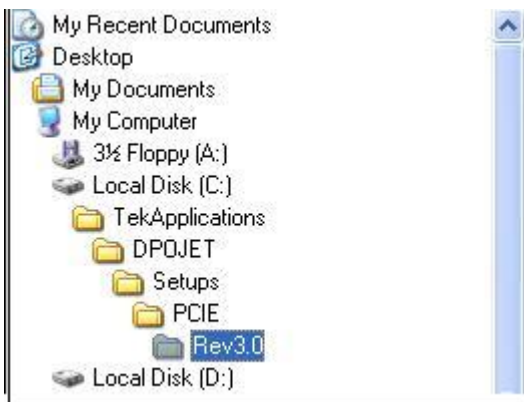 My Recent Documents
Desktop
My Documents
My Computer
3½ Floppy (A:)
Local Disk (C:)
TekApplications
DPOJET
Setups
PCIE
Rev3.0
Local Disk (D:)